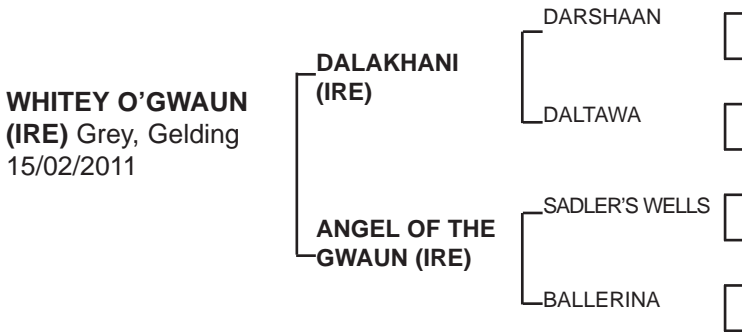 WHITEY O’GWAUN
(IRE) Grey, Gelding
15/02/2011
DALAKHANI
(IRE)
ANGEL OF THE
GWAUN (IRE)
DARSHAAN
DALTAWA
SADLER’S WELLS
BALLERINA